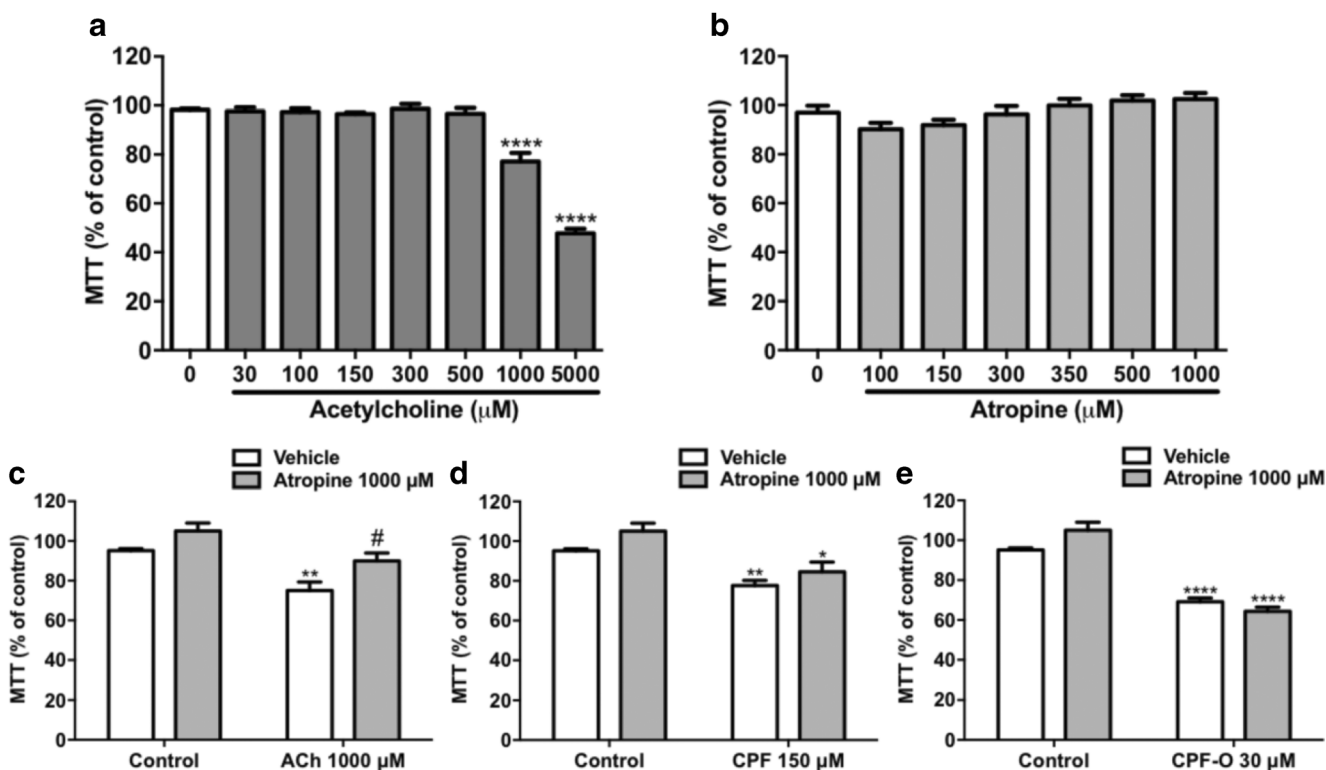 a
120
100
80
60
40
20
0
MTT (% of control)
****
****
0 30 100 150 300 500 1000 5000
Acetylcholine (μM)
b
120
100
80
60
40
20
0
MTT (% of control)
0 100 150 300 350 500 1000
Atropine (μM)
c
Vehicle
Atropine 1000 μM
120
100
80
60
40
20
0
MTT (% of control)
**
#
Control ACh 1000 μM
d
Vehicle
Atropine 1000 μM
120
100
80
60
40
20
0
MTT (% of control)
**
*
Control CPF 150 μM
e
Vehicle
Atropine 1000 μM
120
100
80
60
40
20
0
MTT (% of control)
****
****
Control CPF-O 30 μM